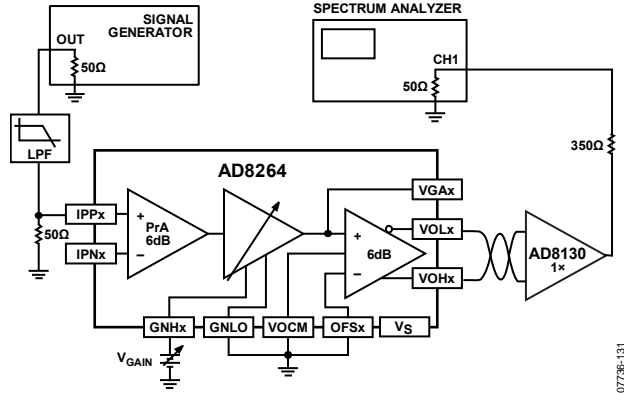 SIGNAL
GENERATOR
OUT
50Ω
SPECTRUM ANALYZER
CH1
50Ω
LPF
350Ω
AD8264
VGAx
IPPx
+
PrA
6dB
–
50Ω
IPNx
+
6dB
–
VOLx
VOHx
AD8130
1×
GNHx
GNLO
VOCM
OFSx
VS
VGAIN
07736-131